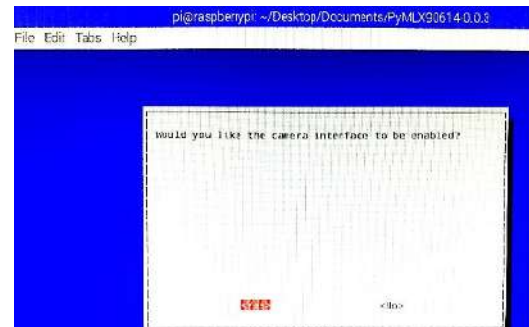 pi@raspberrypi: ~/Desktop/Documents/PyMLX90614-0.0.3
File Edit Tabs Help
Would you like the camera interface to be enabled?
<No>